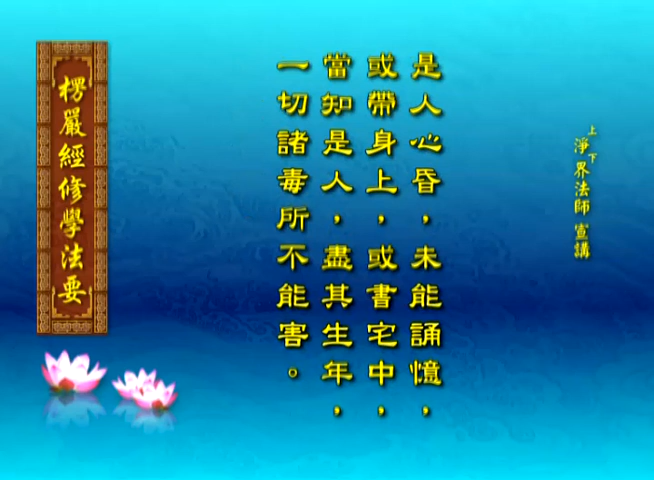 上淨下界法師 宣講
是人心昏，未能誦憶，
或帶身上，或書宅中，
當知是人，盡其生年，
一切諸毒所不能害。
楞嚴經修學法要